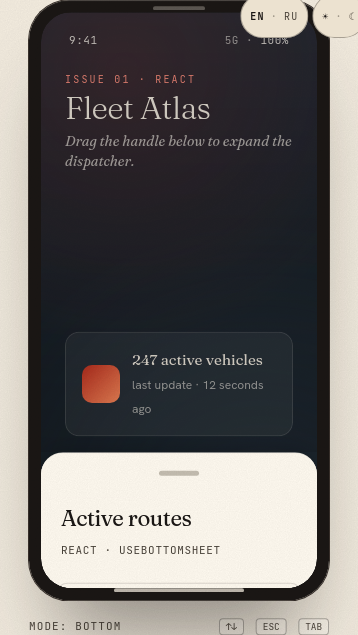 EN · RU
☀ · ☾
9:41
5G · 100%
ISSUE 01 · REACT
Fleet Atlas
Drag the handle below to expand the
dispatcher.
247 active vehicles
last update · 12 seconds
ago
Active routes
REACT · USEBOTTOMSHEET
MODE: BOTTOM
↑↓ ESC TAB